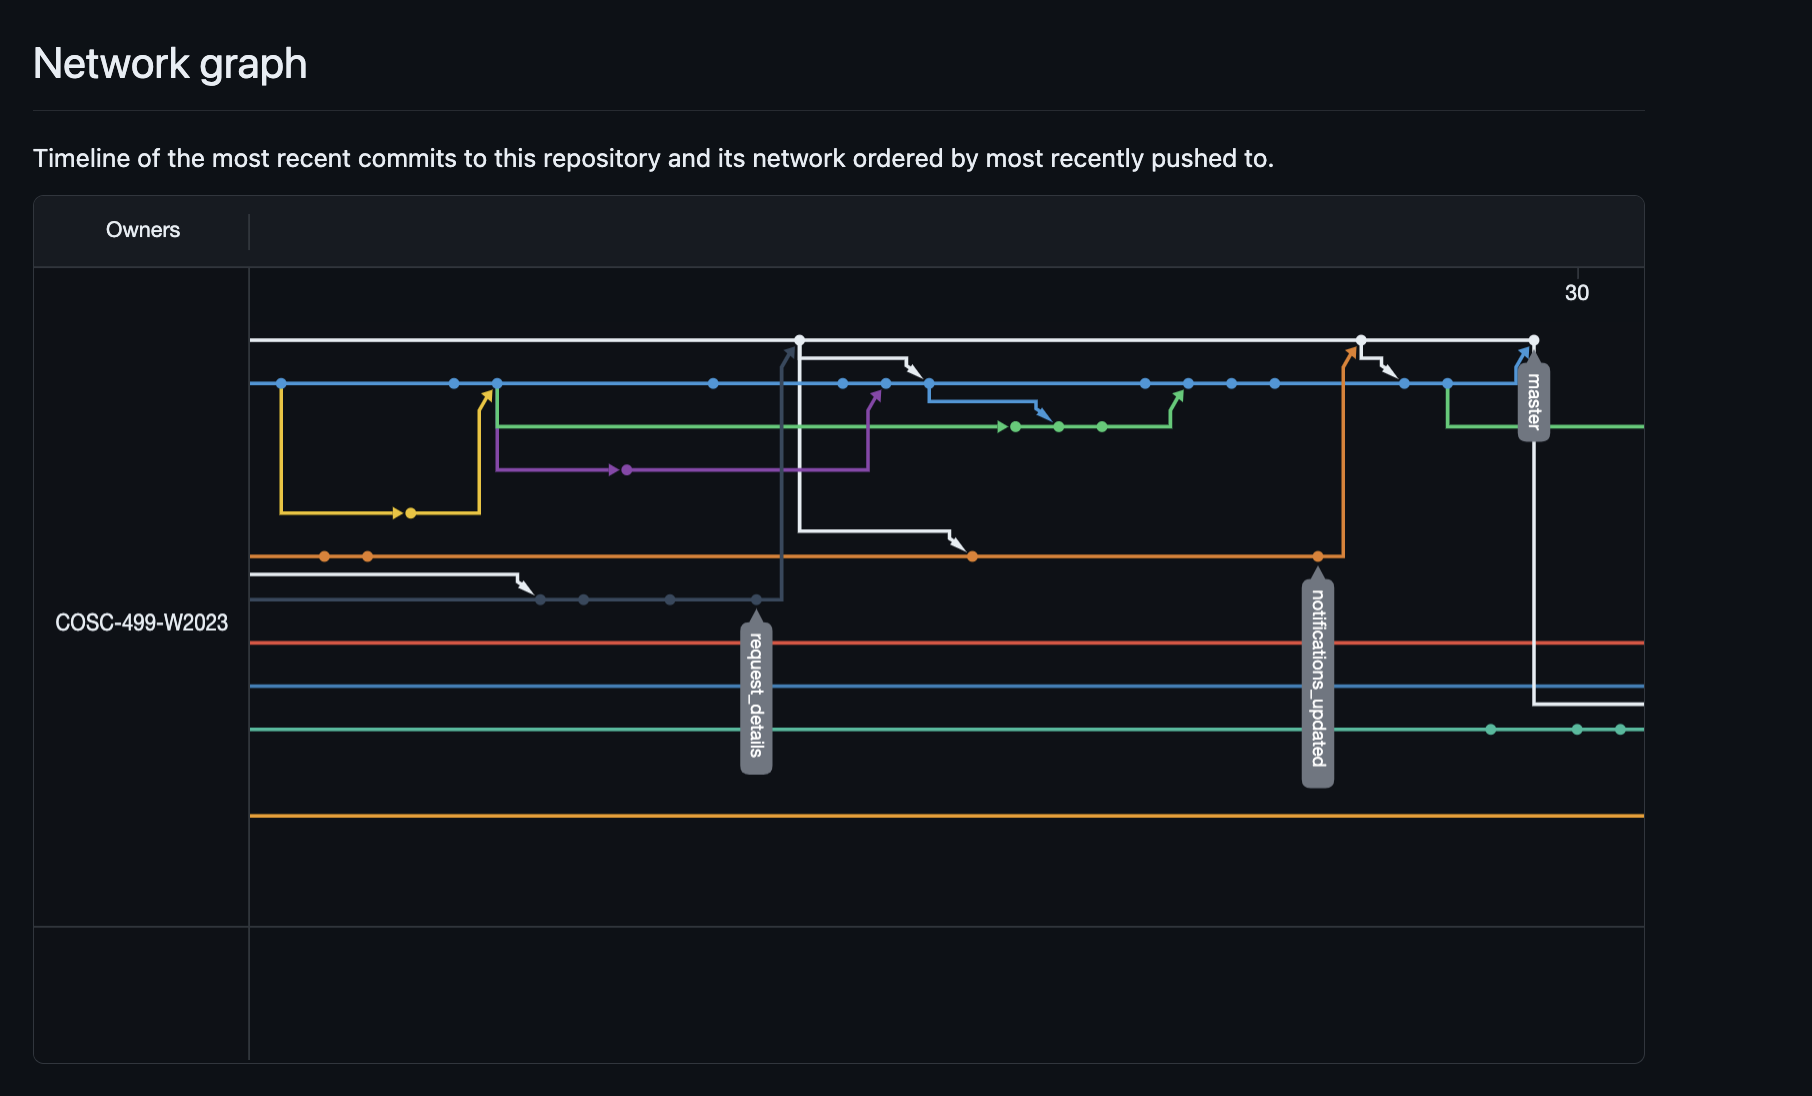 Network graph
Timeline of the most recent commits to this repository and its network ordered by most recently pushed to.
Owners
30
master
COSC-499-W2023
request_details
notifications_updated